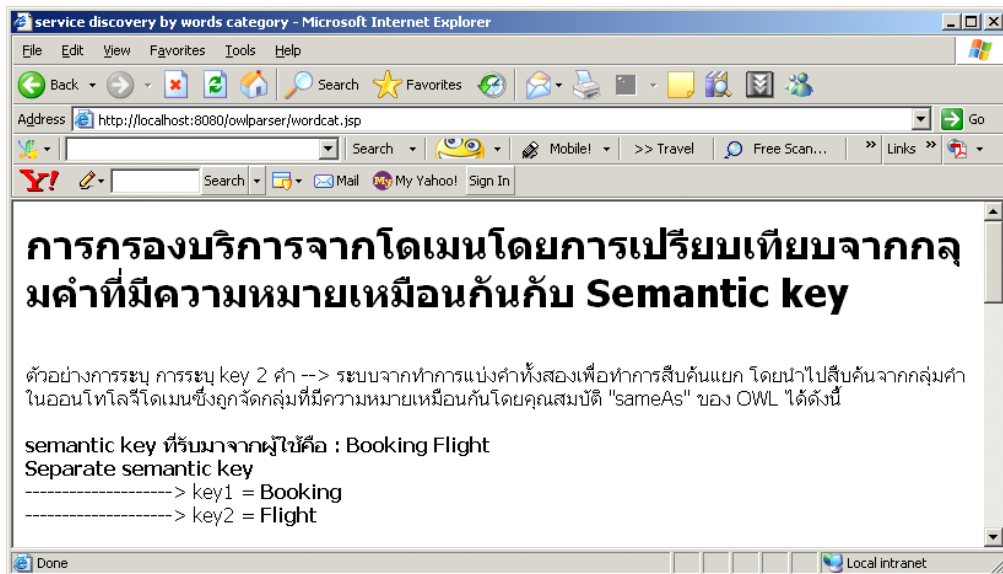 service discovery by words category - Microsoft Internet Explorer
File Edit View Favorites Tools Help
Back Search Favorites
Address http://localhost:8080/owlparser/wordcat.jsp Go
Search Mobile! >> Travel Free Scan... » Links »
Y! Search Mail My Yahoo! Sign In
การกรองบริการจากโดเมนโดยการเปรียบเทียบจากกลุ
มคำที่มีความหมายเหมือนกันกับ Semantic key
ตัวอย่างการระบุ การระบุ key 2 คำ --> ระบบจากทำการแบ่งคำทั้งสองเพื่อทำการสืบค้นแยก โดยนำไปสืบค้นจากกลุ่มคำ
ในออนโทโลจีโดเมนซึ่งถูกจัดกลุ่มที่มีความหมายเหมือนกันโดยคุณสมบัติ "sameAs" ของ OWL ได้ดังนี้
semantic key ที่รับมาจากผู้ใช้คือ : Booking Flight
Separate semantic key
--------------------> key1 = Booking
--------------------> key2 = Flight
Done Local intranet